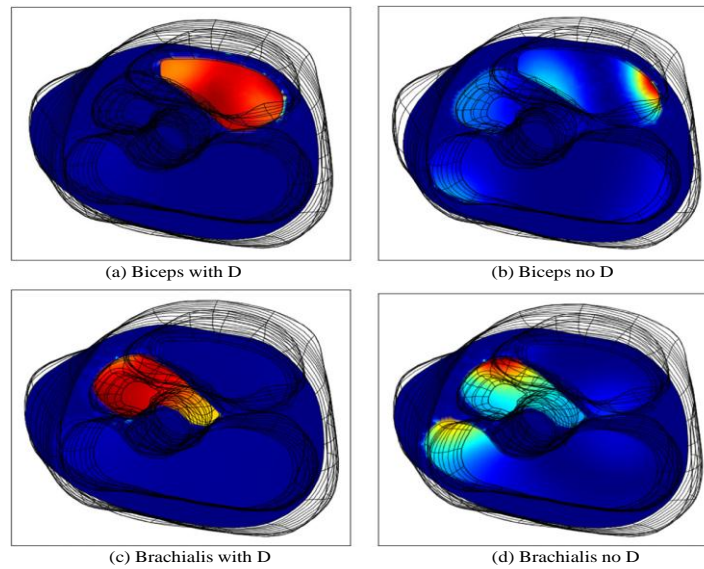 (a) Biceps with D
(b) Biceps no D
(c) Brachialis with D
(d) Brachialis no D